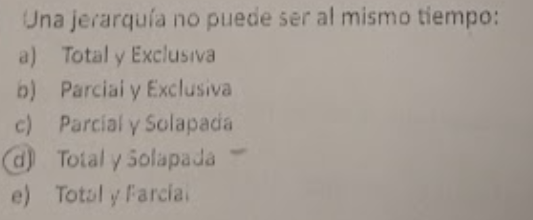 Una jerarquía no puede ser al mismo tiempo:
a) Total y Exclusiva
b) Parcial y Exclusiva
c) Parcial y Solapada
d) Total y Solapada
e) Total y Parcial